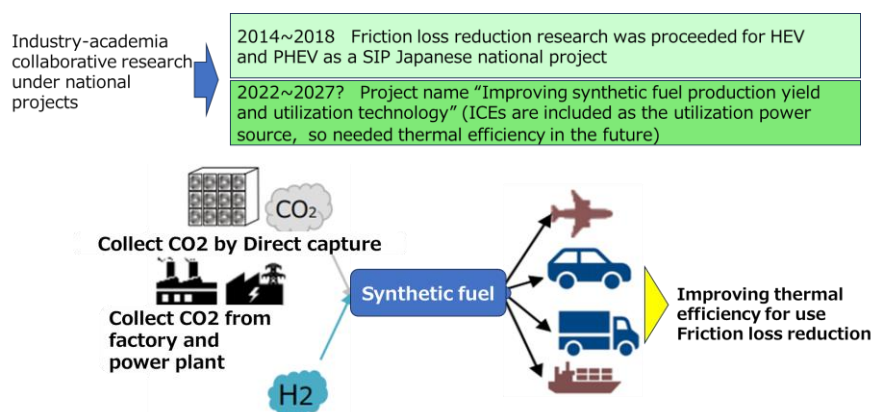 Industry-academia
collaborative research
under national
projects
2014~2018 Friction loss reduction research was proceeded for HEV
and PHEV as a SIP Japanese national
project
2022~2027? Project name “Improving synthetic fuel production yield
and utilization technology” (ICEs are included as the utilization power
source, so needed thermal efficiency in the future)
CO2
Collect CO2 by Direct capture
Collect CO2 from
factory and
power plant
H2
Synthetic fuel
Improving thermal
efficiency for use
Friction loss reduction